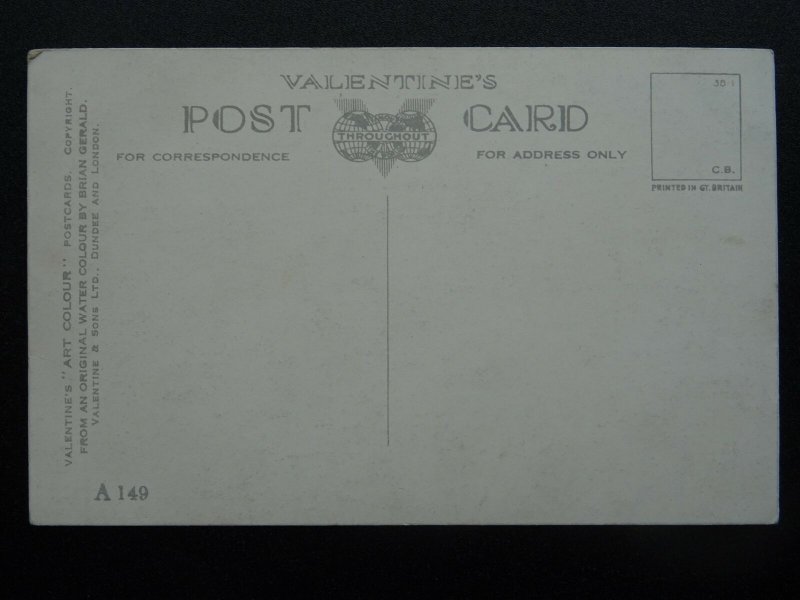 VALENTINE'S
POST CARD
THROUGHOUT
FOR CORRESPONDENCE
FOR ADDRESS ONLY
38 1
C.B.
PRINTED IN GT. BRITAIN
VALENTINE'S "ART COLOUR" POSTCARDS. COPYRIGHT.
FROM AN ORIGINAL WATER COLOUR BY BRIAN GERALD.
VALENTINE & SONS LTD., DUNDEE AND LONDON.
A 149